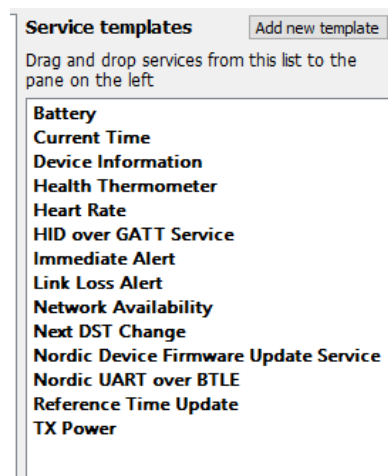 Service templates
Add new template
Drag and drop services from this list to the
pane on the left
Battery
Current Time
Device Information
Health Thermometer
Heart Rate
HID over GATT Service
Immediate Alert
Link Loss Alert
Network Availability
Next DST Change
Nordic Device Firmware Update Service
Nordic UART over BTLE
Reference Time Update
TX Power